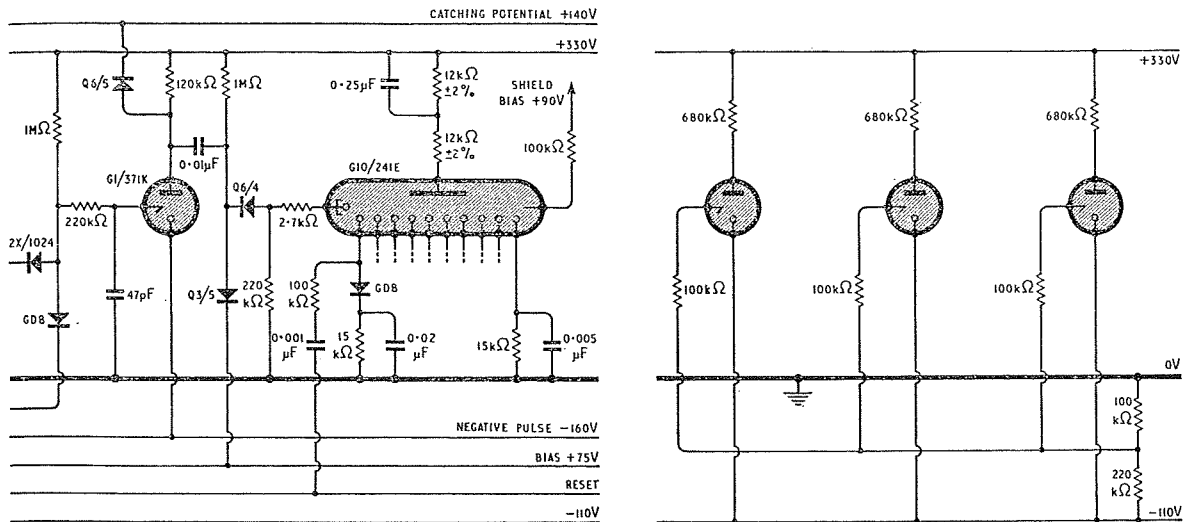 CATCHING POTENTIAL +140V
+330V
Q6/5
120kΩ
1MΩ
0·25μF
12kΩ
±2%
SHIELD
BIAS +90V
1MΩ
0·01μF
12kΩ
±2%
100kΩ
G1/371K
Q6/4
G10/241E
220kΩ
2·7kΩ
2X/1024
47pF
Q3/5
220
kΩ
100
kΩ
GD8
GD8
0·001
μF
15
kΩ
0·02
μF
15kΩ
0·005
μF
NEGATIVE PULSE -160V
BIAS +75V
RESET
-110V
+330V
680kΩ
680kΩ
680kΩ
100kΩ
100kΩ
100kΩ
0V
100
kΩ
220
kΩ
-110V